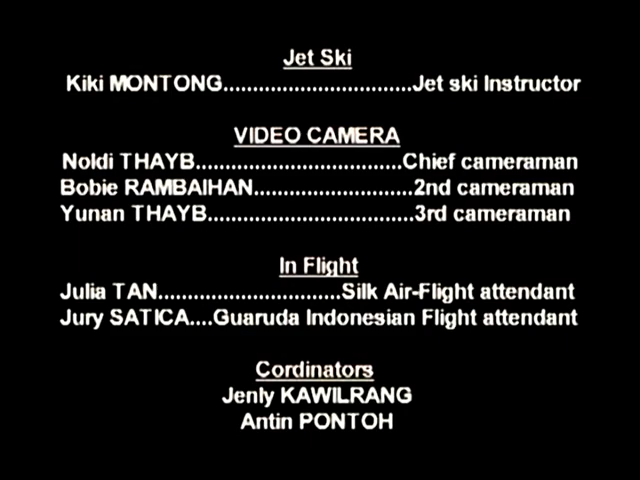 Jet Ski
Kiki MONTONG................................Jet ski Instructor
VIDEO CAMERA
Noldi THAYB...................................Chief cameraman
Bobie RAMBAIHAN...........................2nd cameraman
Yunan THAYB...................................3rd cameraman
In Flight
Julia TAN...............................Silk Air-Flight attendant
Jury SATICA....Guaruda Indonesian Flight attendant
Cordinators
Jenly KAWILRANG
Antin PONTOH